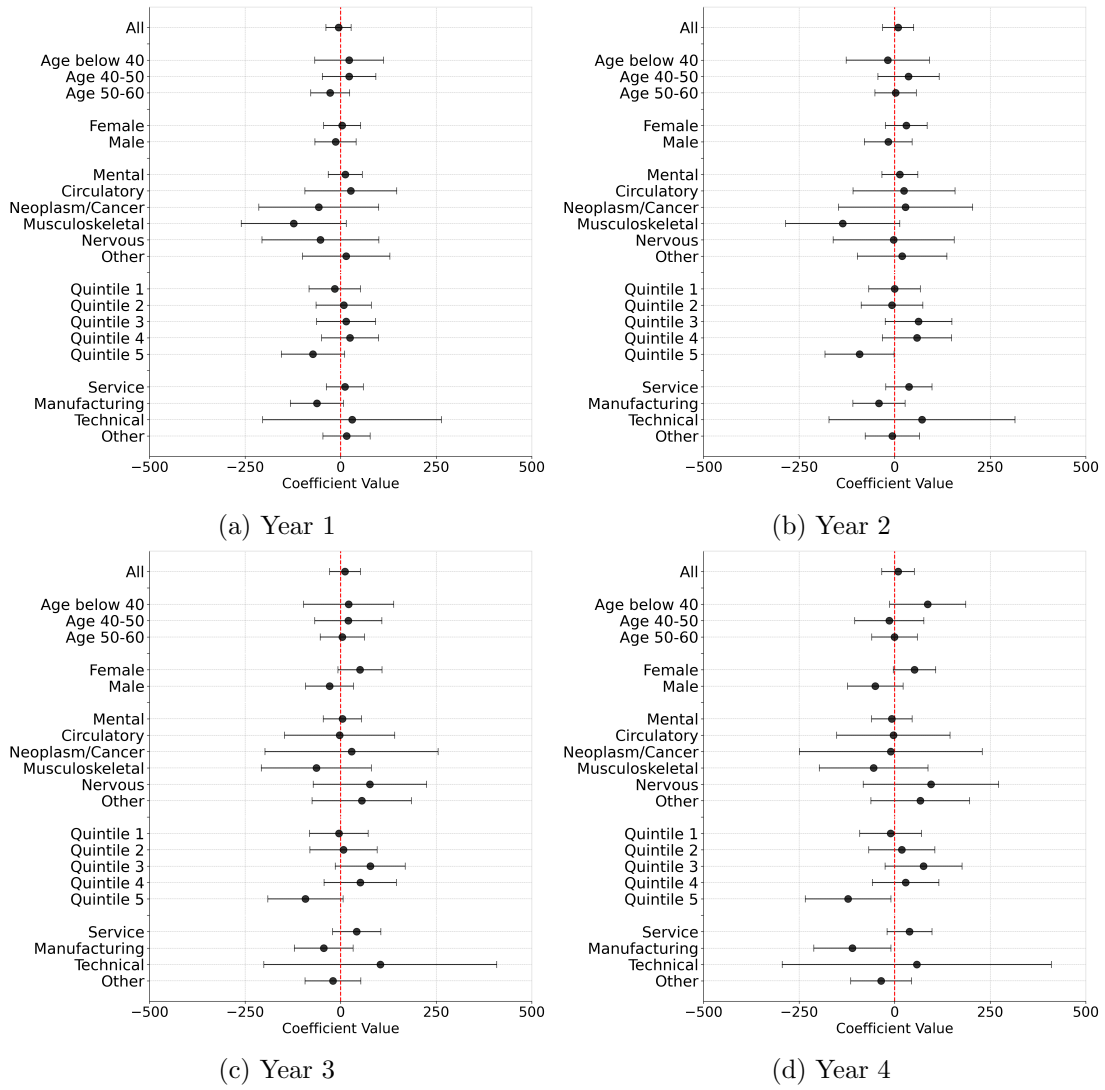 All
Age below 40
Age 40-50
Age 50-60
Female
Male
Mental
Circulatory
Neoplasm/Cancer
Musculoskeletal
Nervous
Other
Quintile 1
Quintile 2
Quintile 3
Quintile 4
Quintile 5
Service
Manufacturing
Technical
Other
−500 −250 0 250 500
Coefficient Value
(a) Year 1
All
Age below 40
Age 40-50
Age 50-60
Female
Male
Mental
Circulatory
Neoplasm/Cancer
Musculoskeletal
Nervous
Other
Quintile 1
Quintile 2
Quintile 3
Quintile 4
Quintile 5
Service
Manufacturing
Technical
Other
−500 −250 0 250 500
Coefficient Value
(b) Year 2
All
Age below 40
Age 40-50
Age 50-60
Female
Male
Mental
Circulatory
Neoplasm/Cancer
Musculoskeletal
Nervous
Other
Quintile 1
Quintile 2
Quintile 3
Quintile 4
Quintile 5
Service
Manufacturing
Technical
Other
−500 −250 0 250 500
Coefficient Value
(c) Year 3
All
Age below 40
Age 40-50
Age 50-60
Female
Male
Mental
Circulatory
Neoplasm/Cancer
Musculoskeletal
Nervous
Other
Quintile 1
Quintile 2
Quintile 3
Quintile 4
Quintile 5
Service
Manufacturing
Technical
Other
−500 −250 0 250 500
Coefficient Value
(d) Year 4